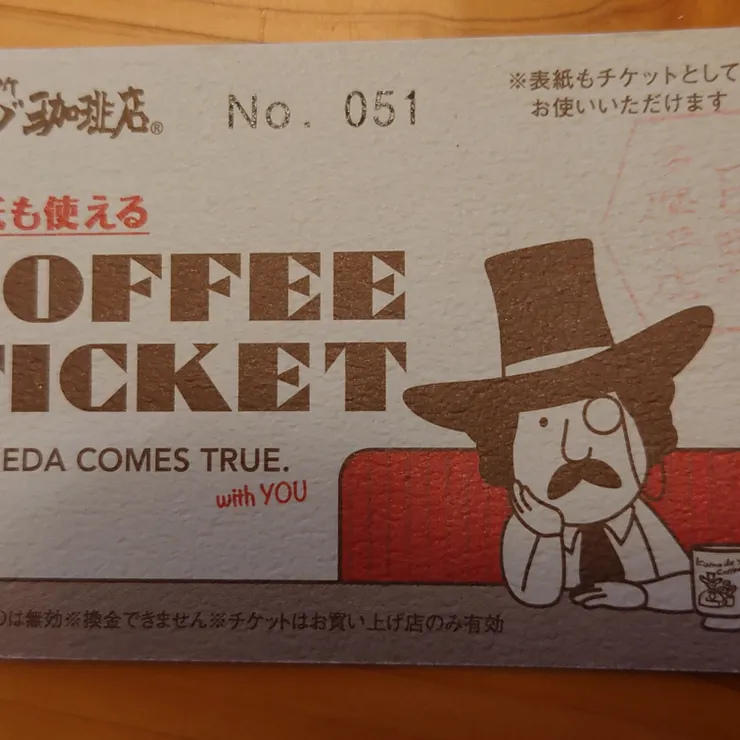 珈琲店®
No. 051
※表紙もチケットとして
お使いいただけます
も使える
OFFEE
TICKET
EDA COMES TRUE.
with YOU
は無効※換金できません※チケットはお買い上げ店のみ有効